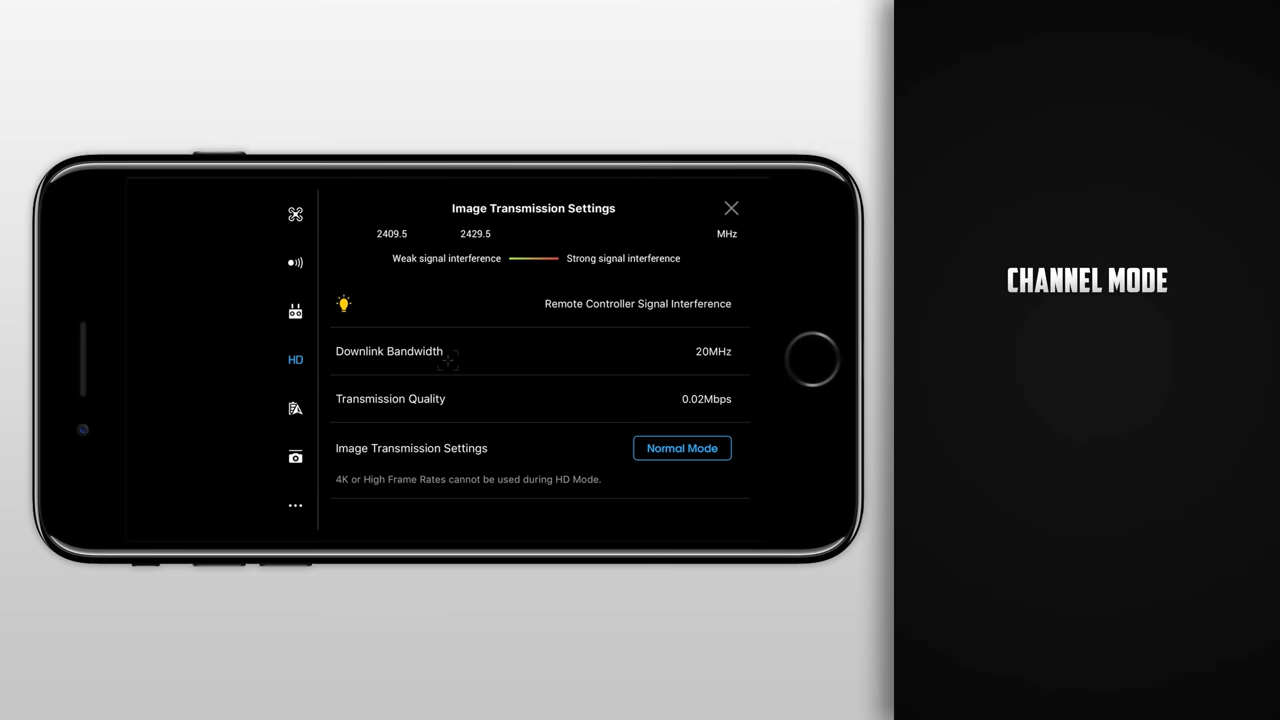 Image Transmission Settings
2409.5 2429.5 MHz
Weak signal interference Strong signal interference
Remote Controller Signal Interference
Downlink Bandwidth 20MHz
Transmission Quality 0.02Mbps
HD
Image Transmission Settings Normal Mode
4K or High Frame Rates cannot be used during HD Mode.
CHANNEL MODE